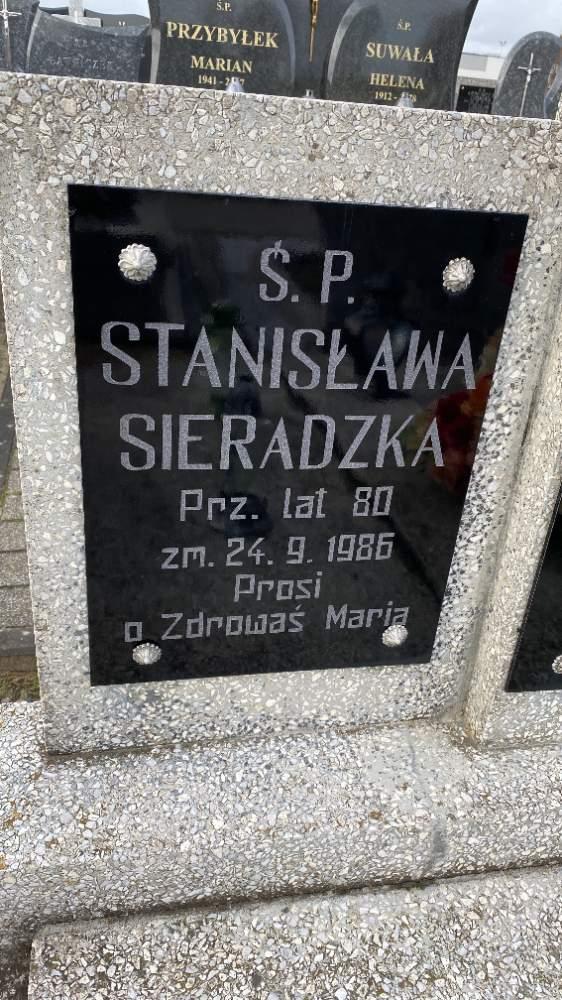 Ś.P.
PRZYBYŁEK
MARIAN
Ś.P.
SUWAŁA
HELENA
Ś. P.
STANISŁAWA
SIERADZKA
Prz. lat 80
zm. 24. 9. 1986
Prosi
o Zdrowaś Maria